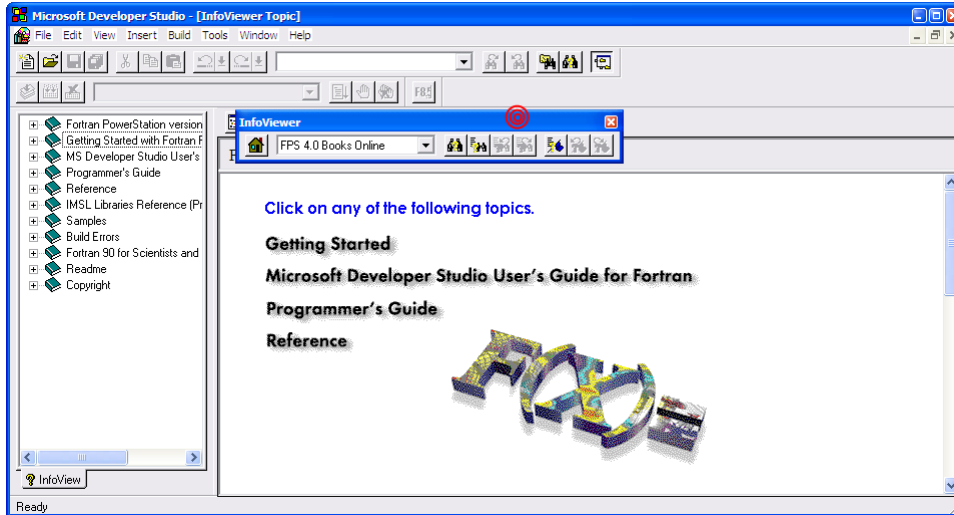 Microsoft Developer Studio - [InfoViewer Topic]
File Edit View Insert Build Tools Window Help
InfoViewer
FPS 4.0 Books Online
Fortran PowerStation version
Getting Started with Fortran F
MS Developer Studio User's
Programmer's Guide
Reference
IMSL Libraries Reference (Pr
Samples
Build Errors
Fortran 90 for Scientists and
Readme
Copyright
Click on any of the following topics.
Getting Started
Microsoft Developer Studio User's Guide for Fortran
Programmer's Guide
Reference
InfoView
Ready